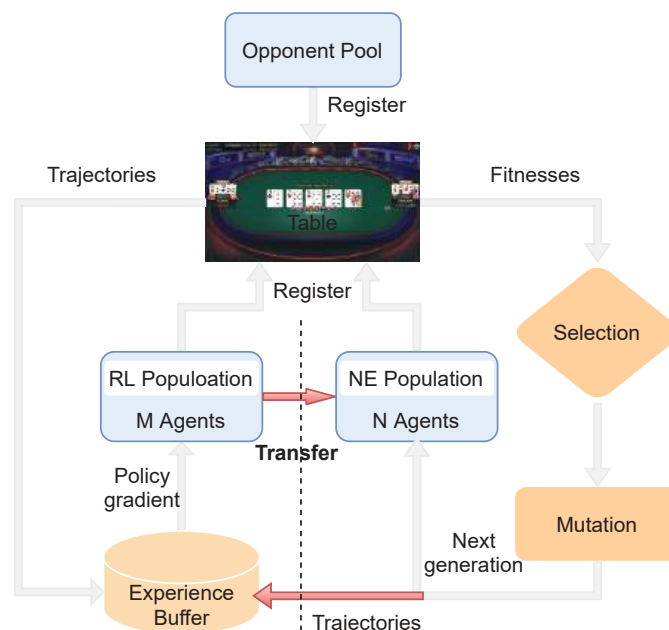 Opponent Pool
Register
Trajectories
Fitnesses
Table
Register
Selection
RL Populoation
NE Population
M Agents
N Agents
Transfer
Policy
gradient
Mutation
Next
generation
Experience
Buffer
Traiectories